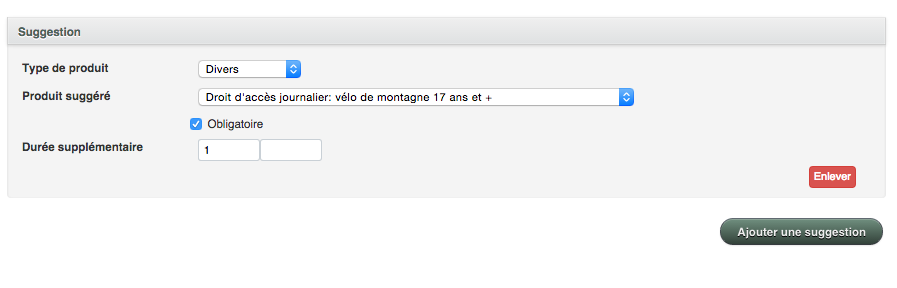 Suggestion
Type de produit
Divers
Produit suggéré
Droit d'accès journalier: vélo de montagne 17 ans et +
Obligatoire
Durée supplémentaire
1
Enlever
Ajouter une suggestion